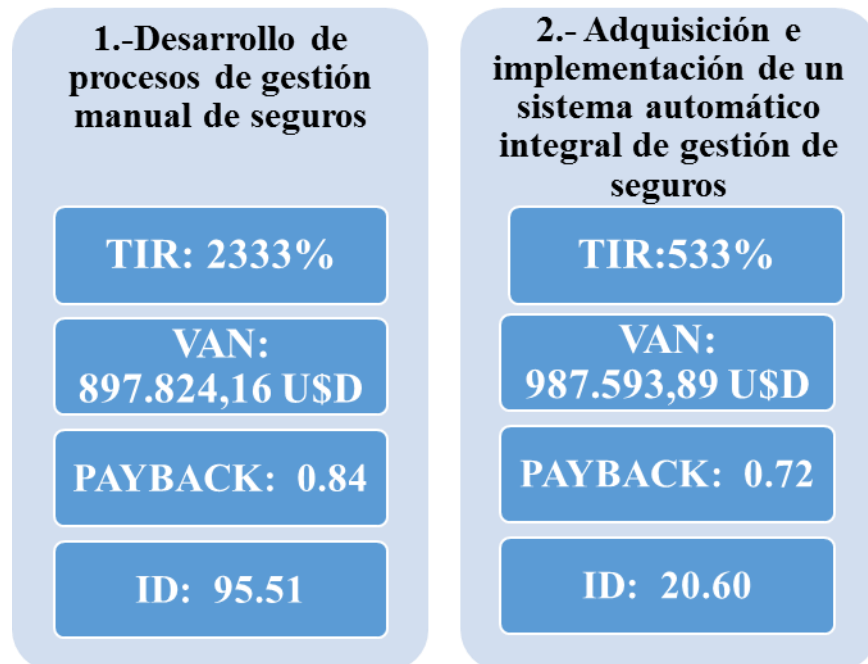 1.-Desarrollo de
procesos de gestión
manual de seguros
TIR: 2333%
VAN:
897.824,16 U$D
PAYBACK: 0.84
ID: 95.51
2.- Adquisición e
implementación de un
sistema automático
integral de gestión de
seguros
TIR:533%
VAN:
987.593,89 U$D
PAYBACK: 0.72
ID: 20.60